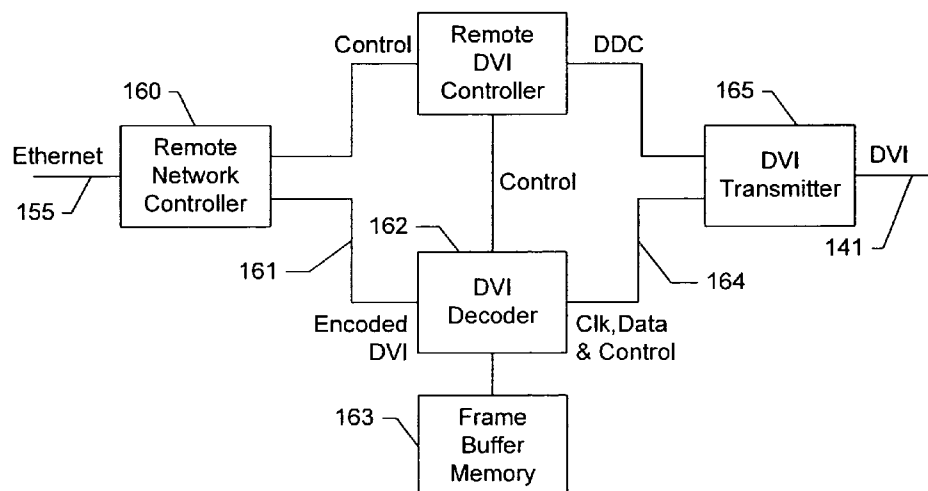 Control
Remote
DVI
Controller
DDC
160
165
Remote
Network
Controller
Ethernet
155
DVI
Transmitter
DVI
141
Control
161
162
164
DVI
Decoder
Encoded
DVI
Clk,Data
& Control
163
Frame
Buffer
Memory